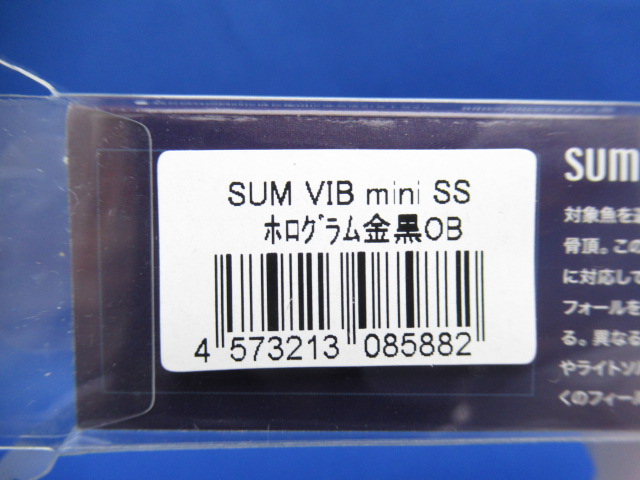 SUM VIB mini SS
ﾎﾛｸﾞﾗﾑ金黒OB
4 573213 085882
SUM
対象魚を
骨頂。この
に対応して
フォールを
る。異なる
やライトソル
くのフィール